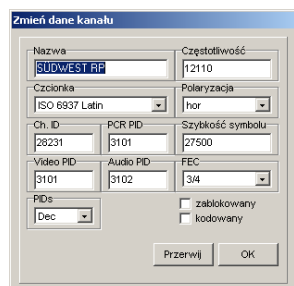 Zmień dane kanału
Nazwa
Częstotliwość
SÜDWEST RP
12110
Czcionka
Polaryzacja
ISO 6937 Latin
hor
Ch. ID
PCR PID
Szybkość symbolu
28231
3101
27500
Video PID
Audio PID
FEC
3101
3102
3/4
PIDs
zablokowany
Dec
kodowany
Przerwij
OK